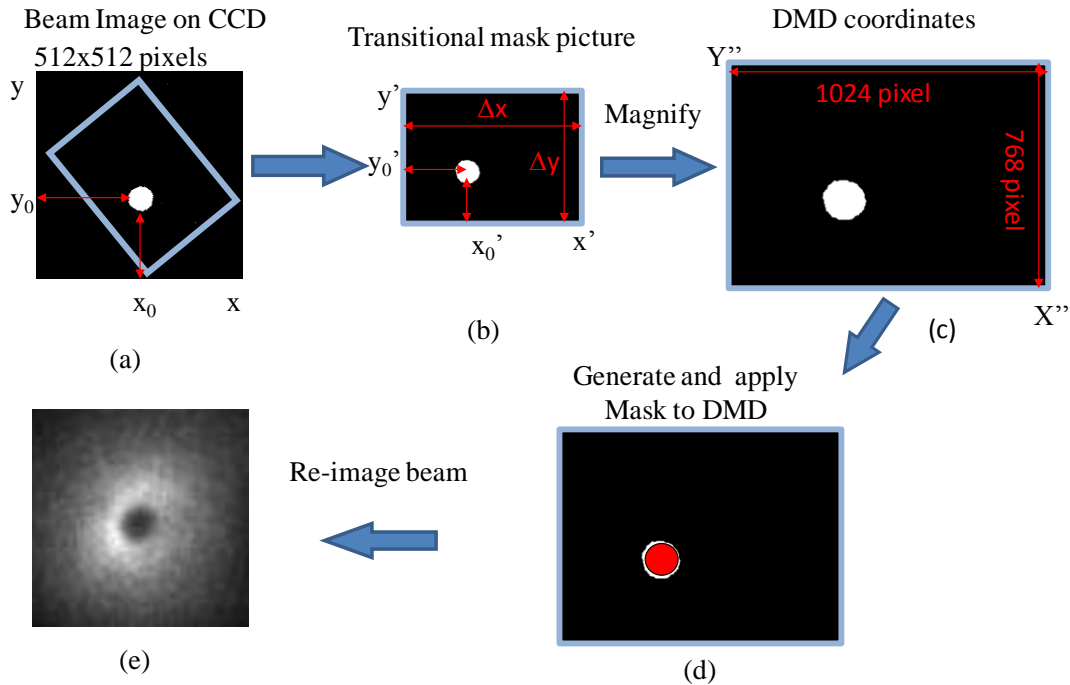 Beam Image on CCD
512x512 pixels
y
y₀
x₀
x
(a)
Transitional mask picture
y’
Δx
y₀’
Δy
x₀’
x’
(b)
Magnify
DMD coordinates
Y’’
1024 pixel
768 pixel
X’’
(c)
Generate and apply
Mask to DMD
(d)
Re-image beam
(e)